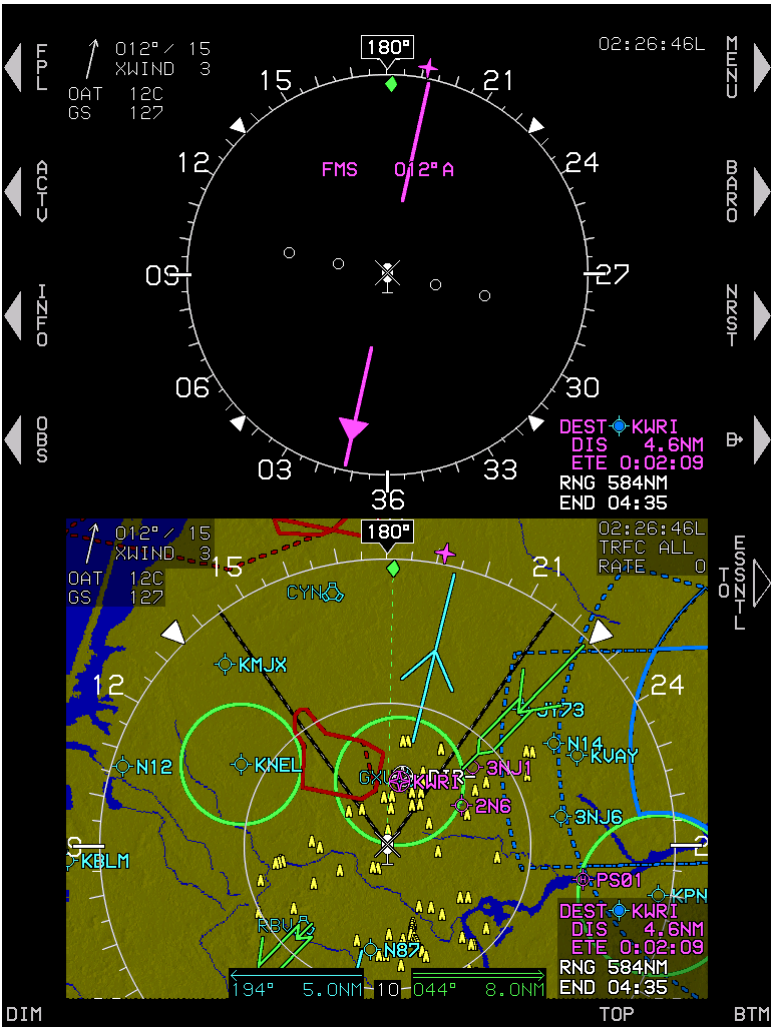 FPL
012°/ 15
XWIND 3
OAT 12C
GS 127
180°
02:26:46L
MENU
15
21
12
24
FMS 012°A
ACTV
BARO
09
27
INFO
NRST
06
30
OBS
03
33
36
DEST KWRI
DIS 4.6NM
ETE 0:02:09
RNG 584NM
END 04:35
012°/ 15
XWIND 3
OAT 12C
GS 127
180°
02:26:46L
TRFC ALL
RATE 0
ESSNTL
TO
15
21
CYN
KMJX
12
24
JY73
N14
KVAY
N12
KNEL
KWRI
3NJ1
2N6
3NJ6
KBLM
PS01
KPN
RBV
N87
DEST KWRI
DIS 4.6NM
ETE 0:02:09
RNG 584NM
END 04:35
194° 5.0NM
10
044° 8.0NM
DIM
TOP
BTM